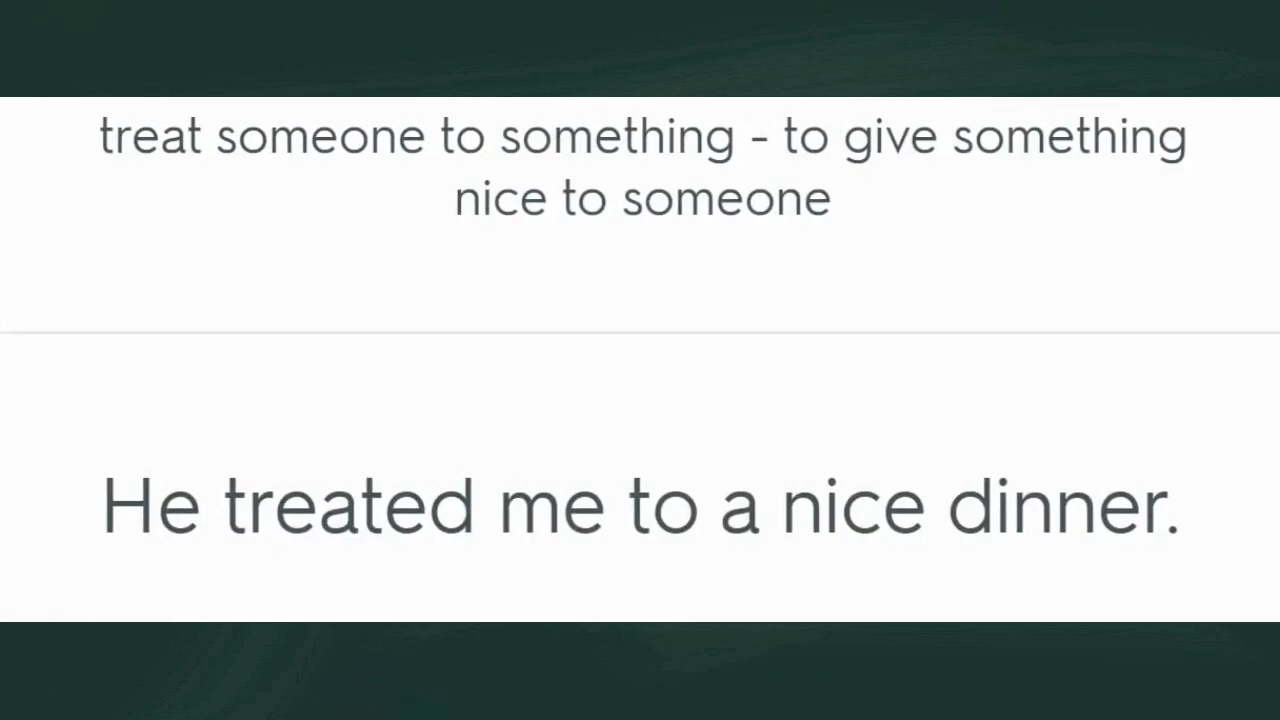 treat someone to something - to give something
nice to someone
He treated me to a nice dinner.